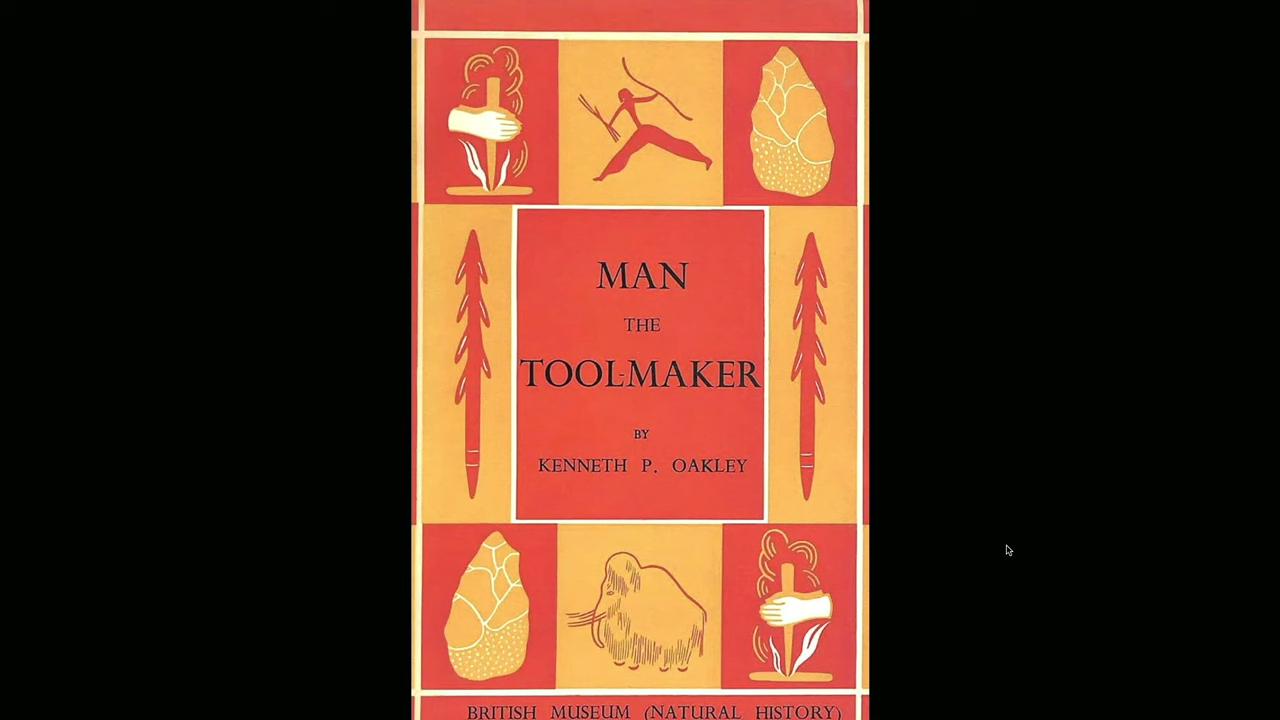 MAN
THE
TOOL-MAKER
BY
KENNETH P. OAKLEY
BRITISH MUSEUM (NATURAL HISTORY)